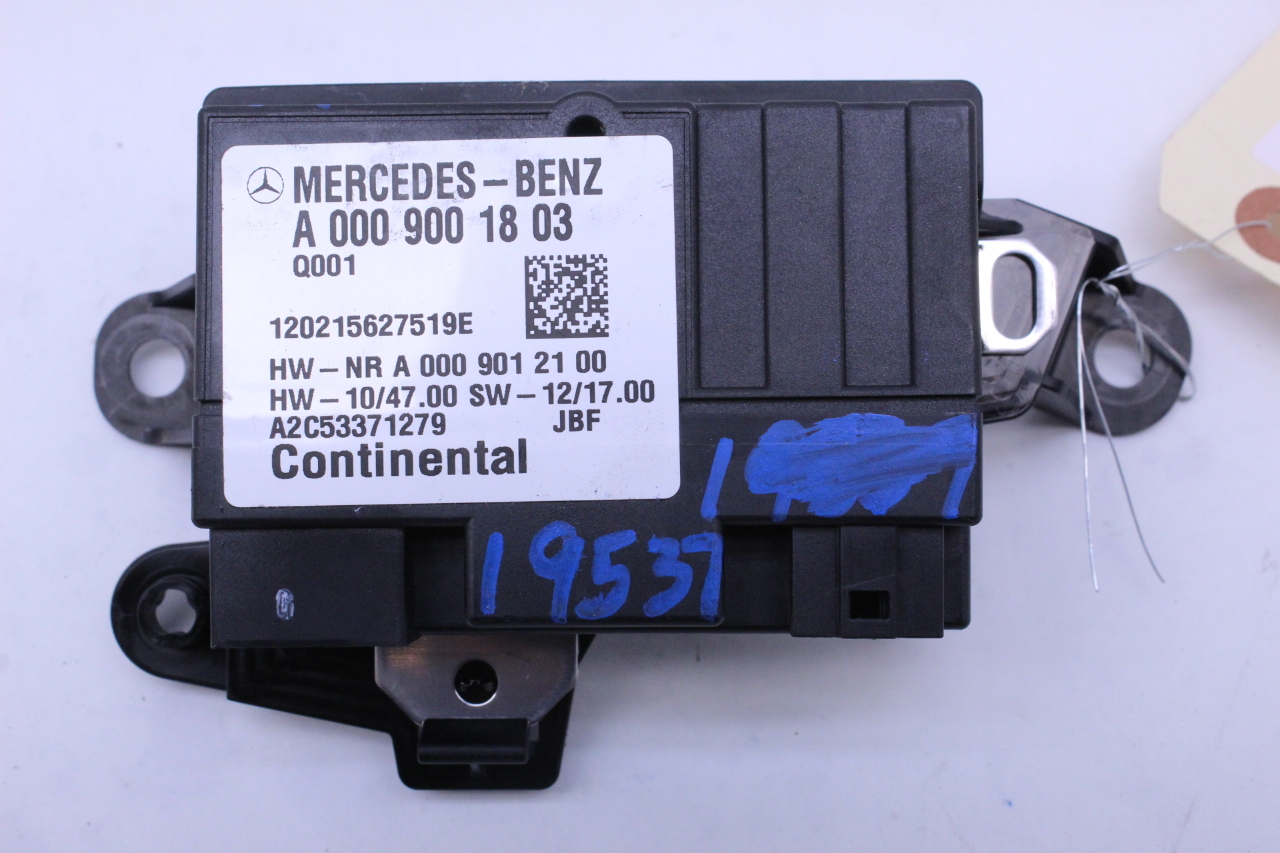 MERCEDES-BENZ
A 000 900 18 03
Q001
120215627519E
HW-NR A 000 901 21 00
HW-10/47.00 SW-12/17.00
A2C53371279 JBF
Continental
19537